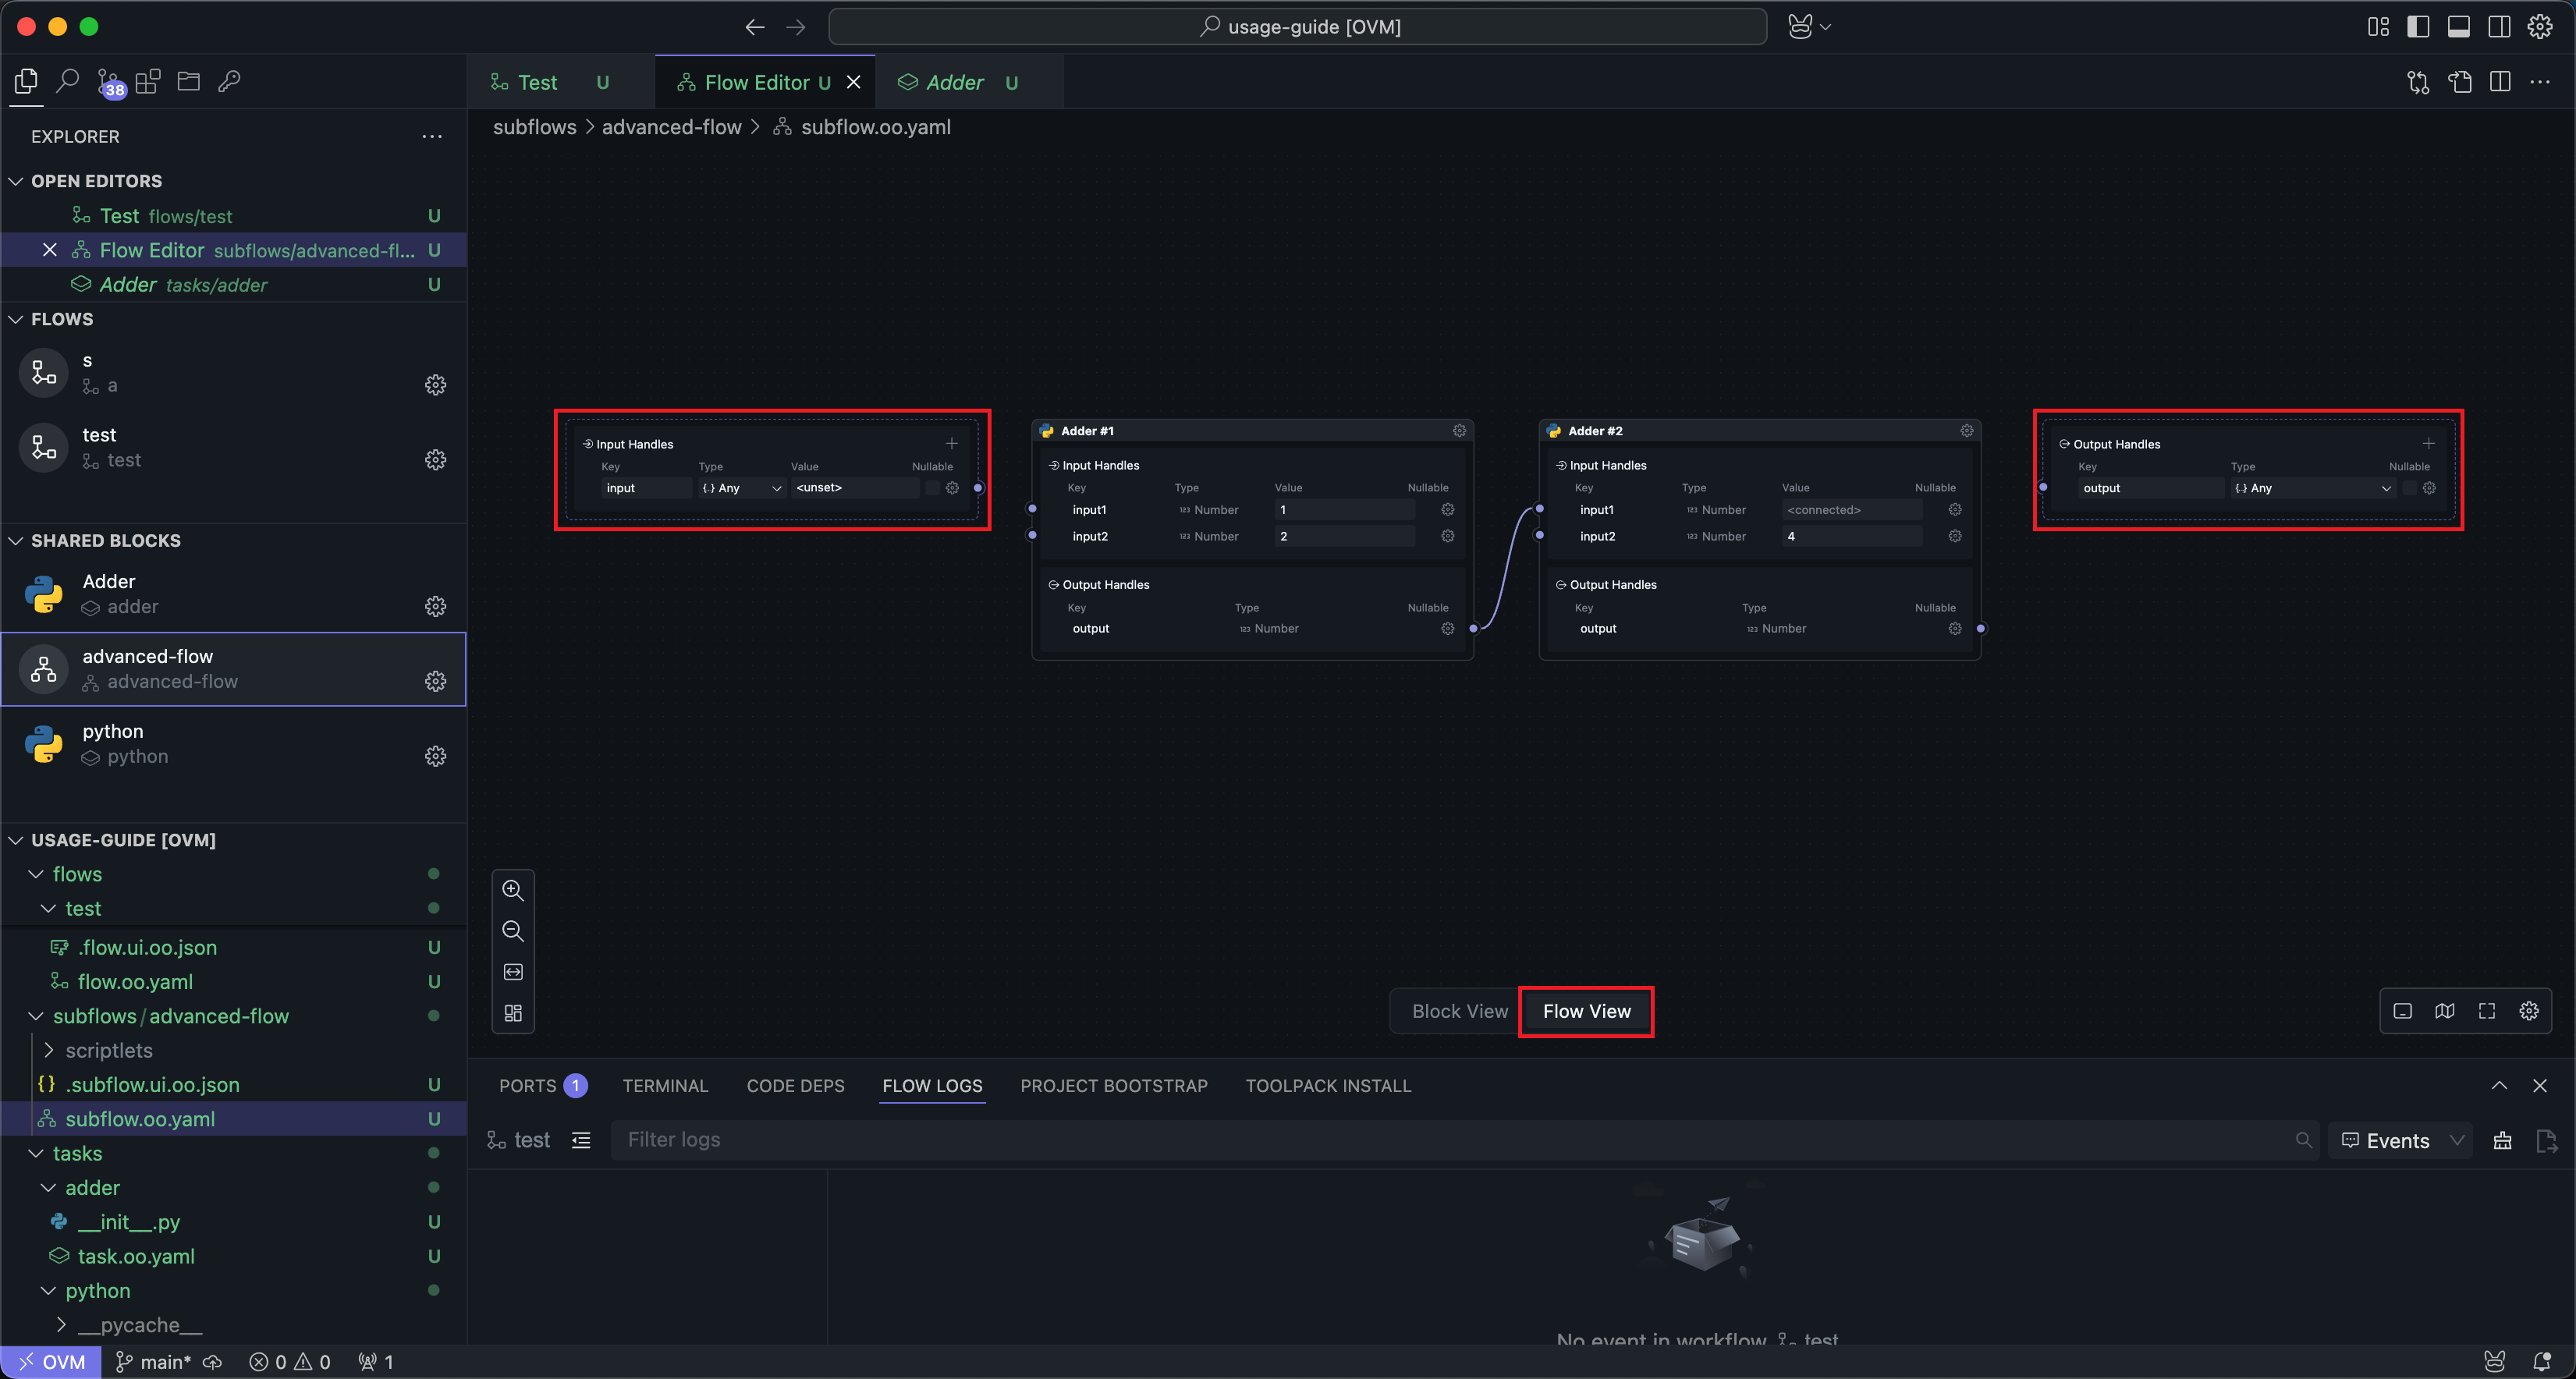 usage-guide [OVM]
38
Test U
Flow Editor U
Adder U
EXPLORER
subflows > advanced-flow > subflow.oo.yaml
OPEN EDITORS
Test flows/test U
Flow Editor subflows/advanced-fl... U
Adder tasks/adder U
FLOWS
s
a
test
test
SHARED BLOCKS
Adder
adder
advanced-flow
advanced-flow
python
python
USAGE-GUIDE [OVM]
flows
test
.flow.ui.oo.json U
flow.oo.yaml U
subflows/advanced-flow
scriptlets
{} .subflow.ui.oo.json U
subflow.oo.yaml U
tasks
adder
__init__.py U
task.oo.yaml U
python
__pycache__
Input Handles
Key Type Value Nullable
input {.} Any <unset>
Adder #1
Input Handles
Key Type Value Nullable
input1 123 Number 1
input2 123 Number 2
Output Handles
Key Type Nullable
output 123 Number
Adder #2
Input Handles
Key Type Value Nullable
input1 123 Number <connected>
input2 123 Number 4
Output Handles
Key Type Nullable
output 123 Number
Output Handles
Key Type Nullable
output {.} Any
Block View Flow View
PORTS 1 TERMINAL CODE DEPS FLOW LOGS PROJECT BOOTSTRAP TOOLPACK INSTALL
test Filter logs Events
No event in workflow test
OVM main* 0 0 1